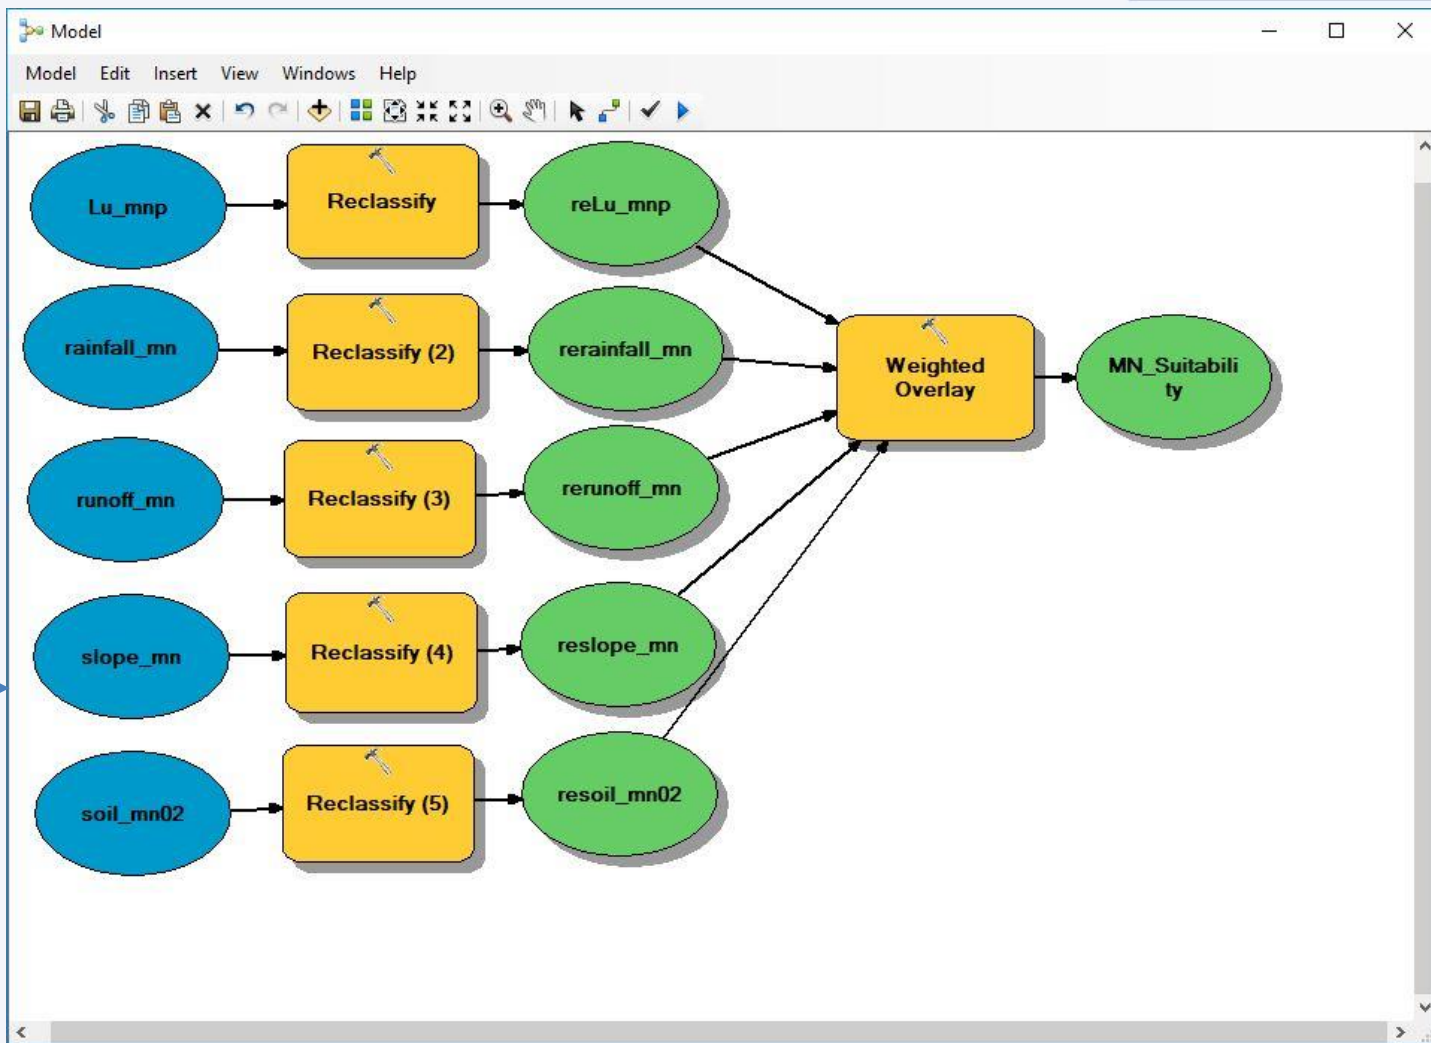 Model
Model Edit Insert View Windows Help
Lu_mnp
Reclassify
reLu_mnp
rainfall_mn
Reclassify (2)
rerainfall_mn
Weighted
Overlay
MN_Suitabili
ty
runoff_mn
Reclassify (3)
rerunoff_mn
slope_mn
Reclassify (4)
reslope_mn
soil_mn02
Reclassify (5)
resoil_mn02